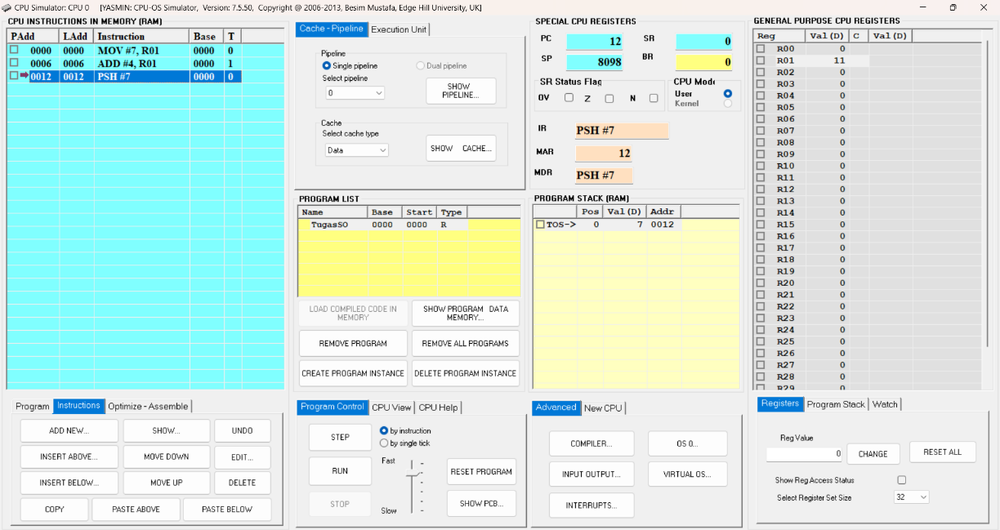 CPU Simulator: CPU 0 [YASMIN: CPU-OS Simulator, Version: 7.5.50, Copyright @ 2006-2013, Besim Mustafa, Edge Hill University, UK]
CPU INSTRUCTIONS IN MEMORY (RAM)
PAdd LAdd Instruction Base T
0000 0000 MOV #7, R01 0000 0
0006 0006 ADD #4, R01 0000 1
0012 0012 PSH #7 0000 0
Program Instructions Optimize - Assemble
ADD NEW... SHOW... UNDO
INSERT ABOVE... MOVE DOWN EDIT...
INSERT BELOW... MOVE UP DELETE
COPY PASTE ABOVE PASTE BELOW
Cache - Pipeline Execution Unit
Pipeline
Single pipeline Dual pipeline
Select pipeline
0
SHOW
PIPELINE...
Cache
Select cache type
Data
SHOW CACHE...
PROGRAM LIST
Name Base Start Type
TugasSO 0000 0000 R
LOAD COMPILED CODE IN
MEMORY
SHOW PROGRAM DATA
MEMORY...
REMOVE PROGRAM REMOVE ALL PROGRAMS
CREATE PROGRAM INSTANCE DELETE PROGRAM INSTANCE
Program Control CPU View CPU Help
STEP
by instruction
by single tick
RUN
Fast
RESET PROGRAM
STOP
Slow
SHOW PCB...
SPECIAL CPU REGISTERS
PC 12 SR 0
SP 8098 BR 0
SR Status Flag
OV Z N
CPU Mode
User
Kernel
IR PSH #7
MAR 12
MDR PSH #7
PROGRAM STACK (RAM)
Pos Val (D) Addr
TOS-> 0 7 0012
Advanced New CPU
COMPILER... OS 0...
INPUT OUTPUT... VIRTUAL OS...
INTERRUPTS...
GENERAL PURPOSE CPU REGISTERS
Reg Val (D) C Val (D)
R00 0
R01 11
R02 0
R03 0
R04 0
R05 0
R06 0
R07 0
R08 0
R09 0
R10 0
R11 0
R12 0
R13 0
R14 0
R15 0
R16 0
R17 0
R18 0
R19 0
R20 0
R21 0
R22 0
R23 0
R24 0
R25 0
R26 0
R27 0
R28 0
R29 0
Registers Program Stack Watch
Reg Value
0
CHANGE
RESET ALL
Show Reg Access Status
Select Register Set Size 32